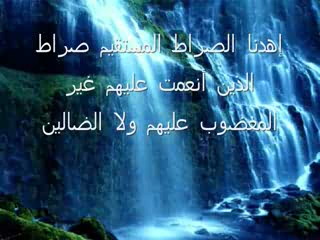 اهدنا الصراط المستقيم صراط
الذين أنعمت عليهم غير
المغضوب عليهم ولا الضالين